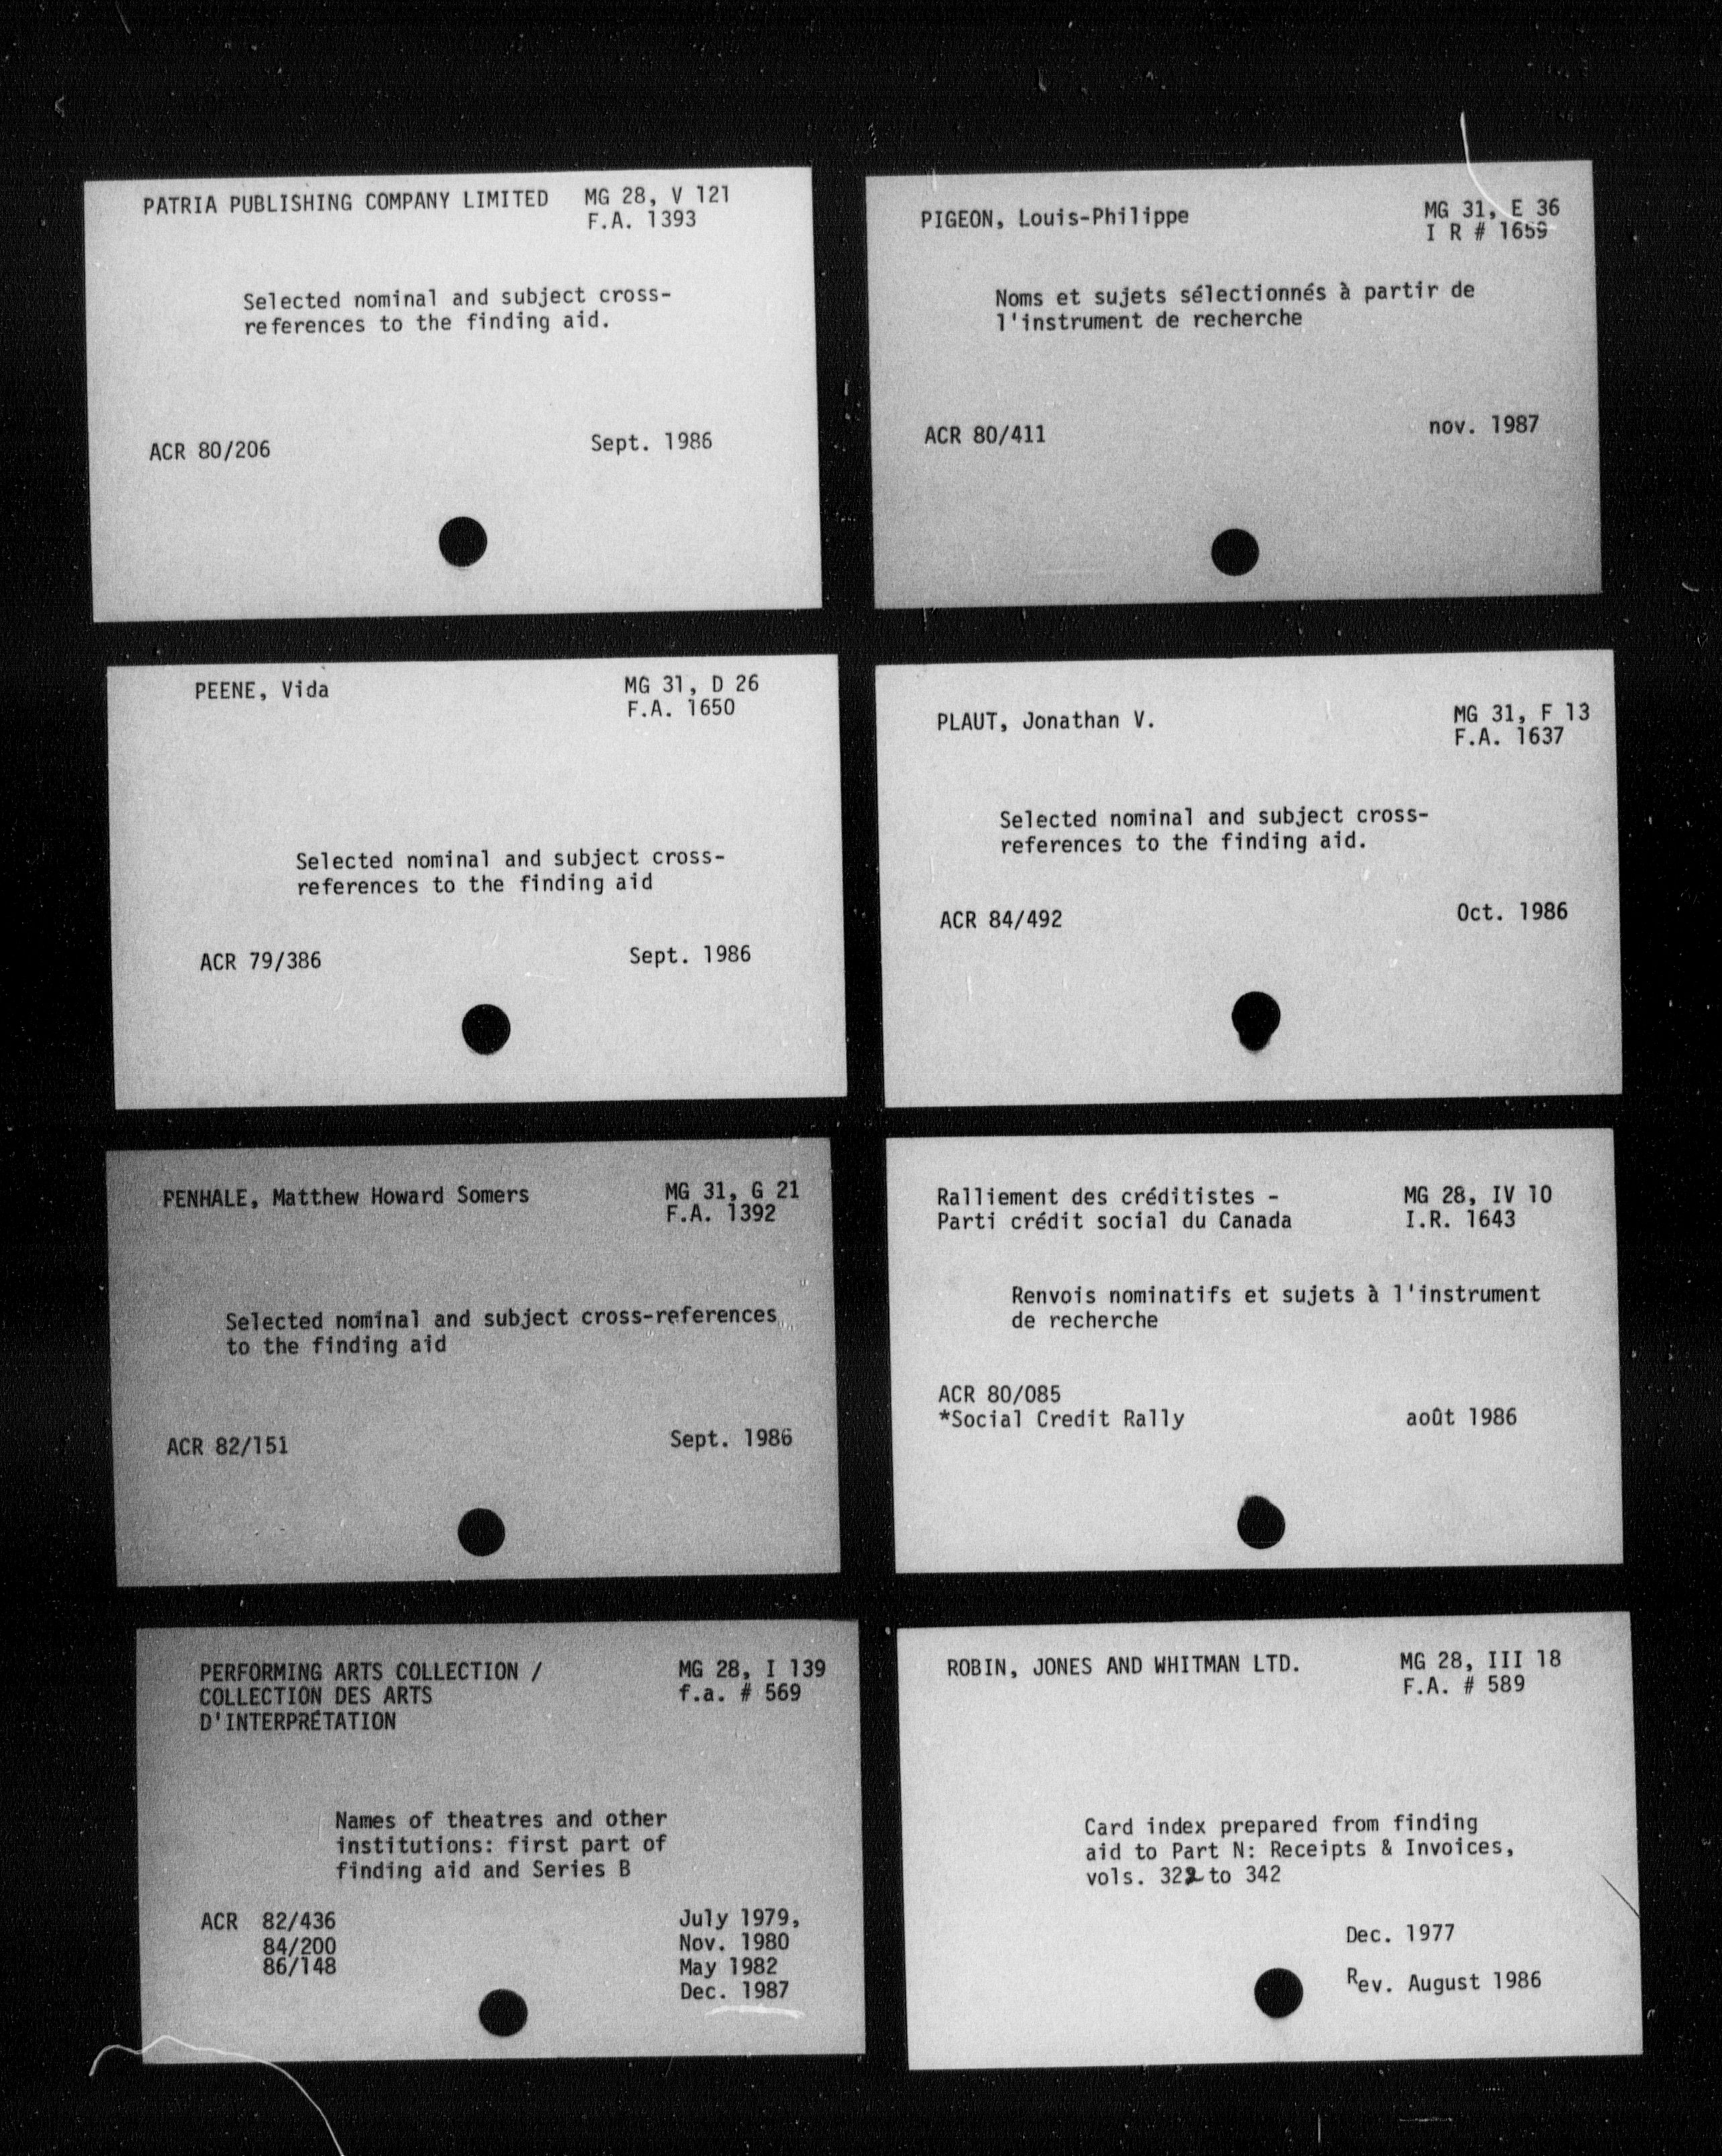 PATRIA PUBLISHING COMPANY LIMITED MG 28, V 121
F.A. 1393
Selected nominal and subject cross-
references to the finding aid.
ACR 80/206 Sept. 1986
PEENE, Vida MG 31, D 26
F.A. 1650
Selected nominal and subject cross-
references to the finding aid
ACR 79/386 Sept. 1986
PENHALE, Matthew Howard Somers MG 31, G 21
F.A. 1392
Selected nominal and subject cross-references
to the finding aid
ACR 82/151 Sept. 1986
PERFORMING ARTS COLLECTION / MG 28, I 139
COLLECTION DES ARTS f.a. # 569
D'INTERPRÉTATION
Names of theatres and other
institutions: first part of
finding aid and Series B
ACR 82/436 July 1979,
84/200 Nov. 1980
86/148 May 1982
Dec. 1987
PIGEON, Louis-Philippe MG 31, E 36
I R # 1659
Noms et sujets sélectionnés à partir de
l'instrument de recherche
ACR 80/411 nov. 1987
PLAUT, Jonathan V. MG 31, F 13
F.A. 1637
Selected nominal and subject cross-
references to the finding aid.
ACR 84/492 Oct. 1986
Ralliement des créditistes - MG 28, IV 10
Parti crédit social du Canada I.R. 1643
Renvois nominatifs et sujets à l'instrument
de recherche
ACR 80/085
*Social Credit Rally août 1986
ROBIN, JONES AND WHITMAN LTD. MG 28, III 18
F.A. # 589
Card index prepared from finding
aid to Part N: Receipts & Invoices,
vols. 322 to 342
Dec. 1977
Rev. August 1986